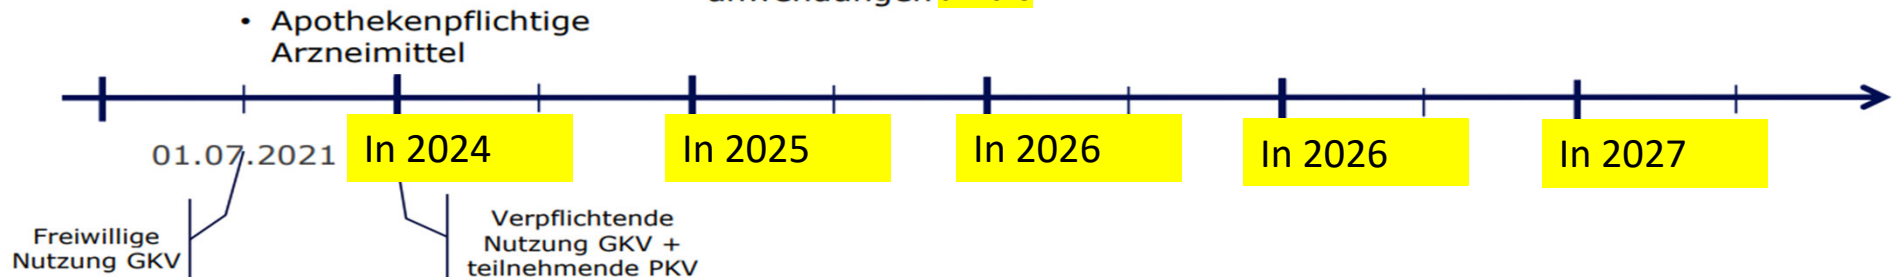 • Apothekenpflichtige
Arzneimittel
01.07.2021
In 2024
In 2025
In 2026
In 2026
In 2027
Freiwillige
Nutzung GKV
Verpflichtende
Nutzung GKV +
teilnehmende PKV